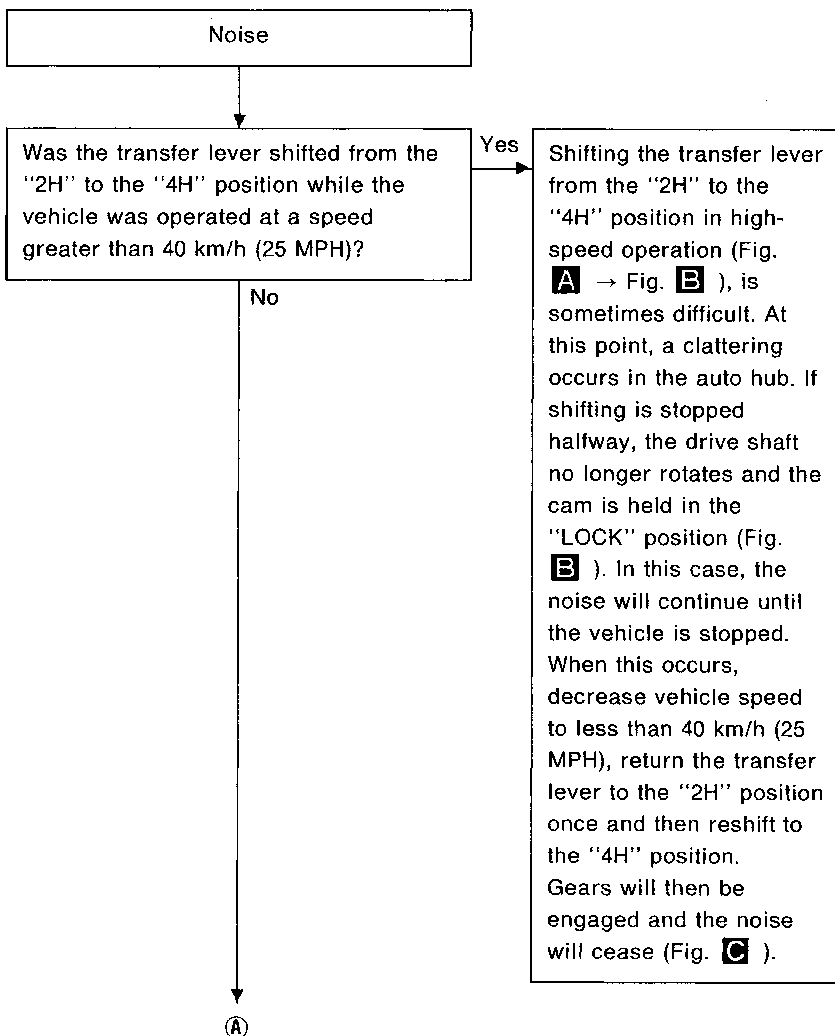 Noise
Was the transfer lever shifted from the
"2H" to the "4H" position while the
vehicle was operated at a speed
greater than 40 km/h (25 MPH)?
Yes
No
Shifting the transfer lever
from the "2H" to the
"4H" position in high-
speed operation (Fig.
A → Fig. B ), is
sometimes difficult. At
this point, a clattering
occurs in the auto hub. If
shifting is stopped
halfway, the drive shaft
no longer rotates and the
cam is held in the
"LOCK" position (Fig.
B ). In this case, the
noise will continue until
the vehicle is stopped.
When this occurs,
decrease vehicle speed
to less than 40 km/h (25
MPH), return the transfer
lever to the "2H" position
once and then reshift to
the "4H" position.
Gears will then be
engaged and the noise
will cease (Fig. C ).
Ⓐ